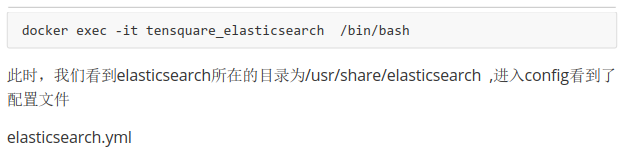 docker exec -it tensquare_elasticsearch  /bin/bash
此时，我们看到elasticsearch所在的目录为/usr/share/elasticsearch  ,进入config看到了
配置文件
elasticsearch.yml